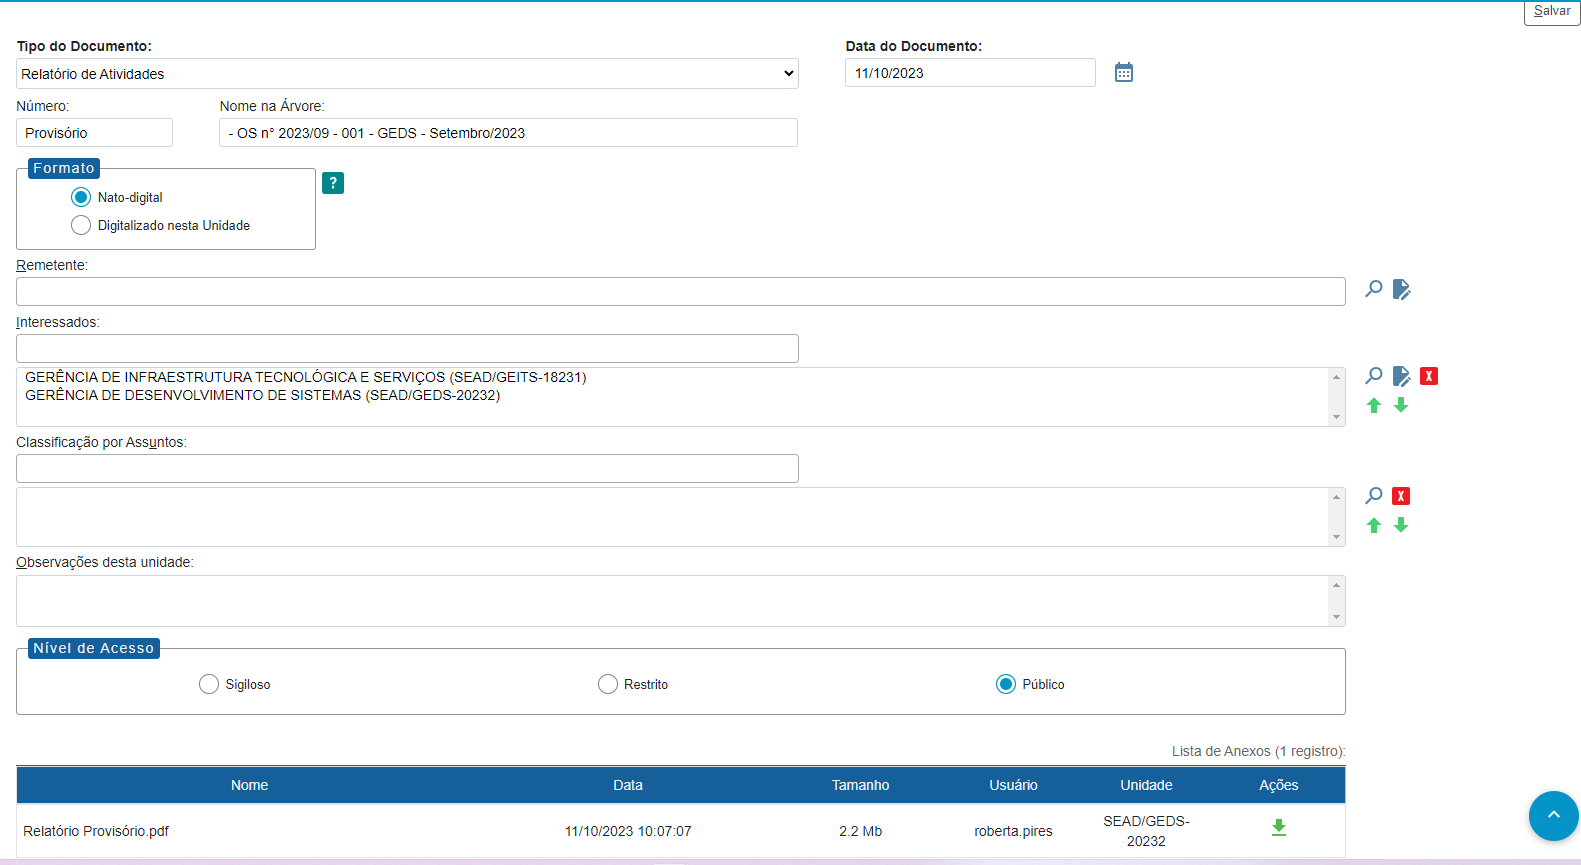 Salvar
Tipo do Documento:
Data do Documento:
Relatório de Atividades
11/10/2023
Número:
Nome na Árvore:
Provisório
- OS n° 2023/09 - 001 - GEDS - Setembro/2023
Formato
?
Nato-digital
Digitalizado nesta Unidade
Remetente:
Interessados:
GERÊNCIA DE INFRAESTRUTURA TECNOLÓGICA E SERVIÇOS (SEAD/GEITS-18231)
GERÊNCIA DE DESENVOLVIMENTO DE SISTEMAS (SEAD/GEDS-20232)
X
Classificação por Assuntos:
X
Observações desta unidade:
Nível de Acesso
Sigiloso
Restrito
Público
Lista de Anexos (1 registro):
Nome Data Tamanho Usuário Unidade Ações
Relatório Provisório.pdf 11/10/2023 10:07:07 2.2 Mb roberta.pires SEAD/GEDS-
20232